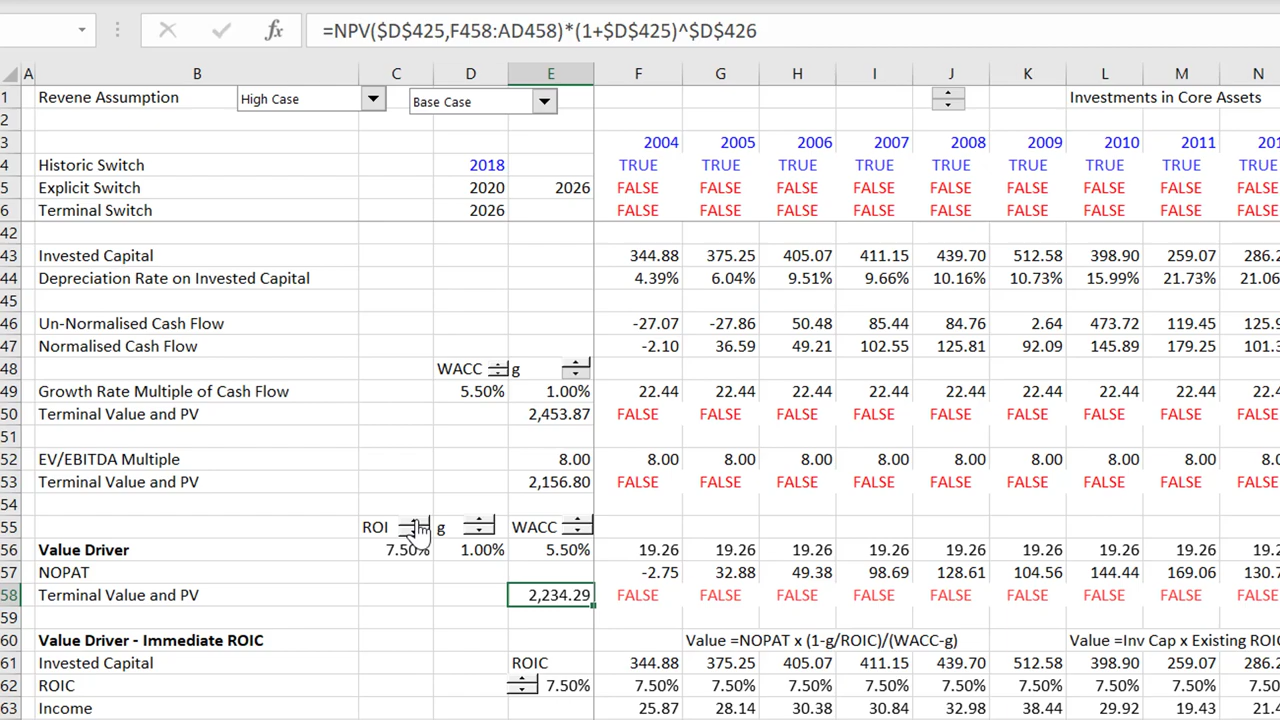 =NPV($D$425,F458:AD458)*(1+$D$425)^$D$426
A B C D E F G H I J K L M N
1 Revene Assumption High Case Base Case Investments in Core Assets
2
3 2004 2005 2006 2007 2008 2009 2010 2011 201
4 Historic Switch 2018 TRUE TRUE TRUE TRUE TRUE TRUE TRUE TRUE TRUE
5 Explicit Switch 2020 2026 FALSE FALSE FALSE FALSE FALSE FALSE FALSE FALSE FALSE
6 Terminal Switch 2026 FALSE FALSE FALSE FALSE FALSE FALSE FALSE FALSE FALSE
42
43 Invested Capital 344.88 375.25 405.07 411.15 439.70 512.58 398.90 259.07 286.2
44 Depreciation Rate on Invested Capital 4.39% 6.04% 9.51% 9.66% 10.16% 10.73% 15.99% 21.73% 21.06
45
46 Un-Normalised Cash Flow -27.07 -27.86 50.48 85.44 84.76 2.64 473.72 119.45 125.9
47 Normalised Cash Flow -2.10 36.59 49.21 102.55 125.81 92.09 145.89 179.25 101.3
48 WACC g
49 Growth Rate Multiple of Cash Flow 5.50% 1.00% 22.44 22.44 22.44 22.44 22.44 22.44 22.44 22.44 22.4
50 Terminal Value and PV 2,453.87 FALSE FALSE FALSE FALSE FALSE FALSE FALSE FALSE FALSE
51
52 EV/EBITDA Multiple 8.00 8.00 8.00 8.00 8.00 8.00 8.00 8.00 8.00 8.0
53 Terminal Value and PV 2,156.80 FALSE FALSE FALSE FALSE FALSE FALSE FALSE FALSE FALSE
54
55 ROI g WACC
56 Value Driver 7.50% 1.00% 5.50% 19.26 19.26 19.26 19.26 19.26 19.26 19.26 19.26 19.2
57 NOPAT -2.75 32.88 49.38 98.69 128.61 104.56 144.44 169.06 130.7
58 Terminal Value and PV 2,234.29 FALSE FALSE FALSE FALSE FALSE FALSE FALSE FALSE FALSE
59
60 Value Driver - Immediate ROIC Value =NOPAT x (1-g/ROIC)/(WACC-g) Value =Inv Cap x Existing ROIC
61 Invested Capital ROIC 344.88 375.25 405.07 411.15 439.70 512.58 398.90 259.07 286.2
62 ROIC 7.50% 7.50% 7.50% 7.50% 7.50% 7.50% 7.50% 7.50% 7.50% 7.50
63 Income 25.87 28.14 30.38 30.84 32.98 38.44 29.92 19.43 21.4